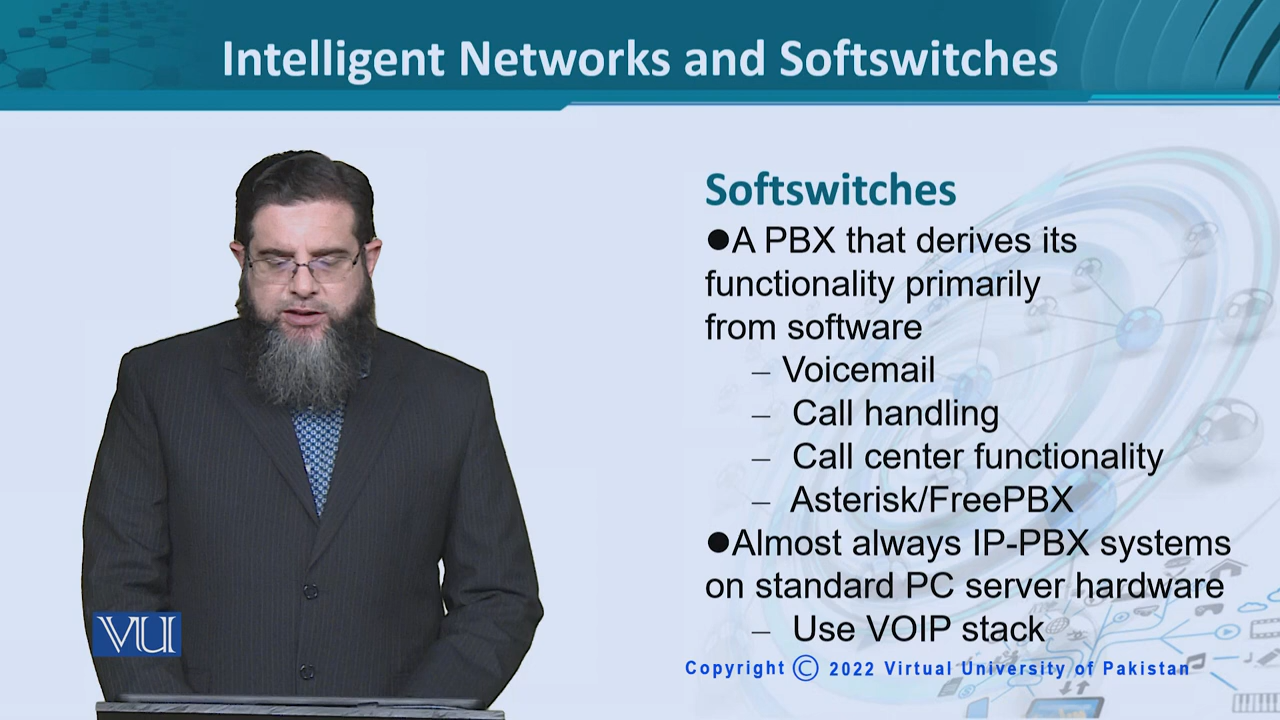 Intelligent Networks and Softswitches
Softswitches
●A PBX that derives its
functionality primarily
from software
– Voicemail
– Call handling
– Call center functionality
– Asterisk/FreePBX
●Almost always IP-PBX systems
on standard PC server hardware
– Use VOIP stack
VU
Copyright © 2022 Virtual University of Pakistan